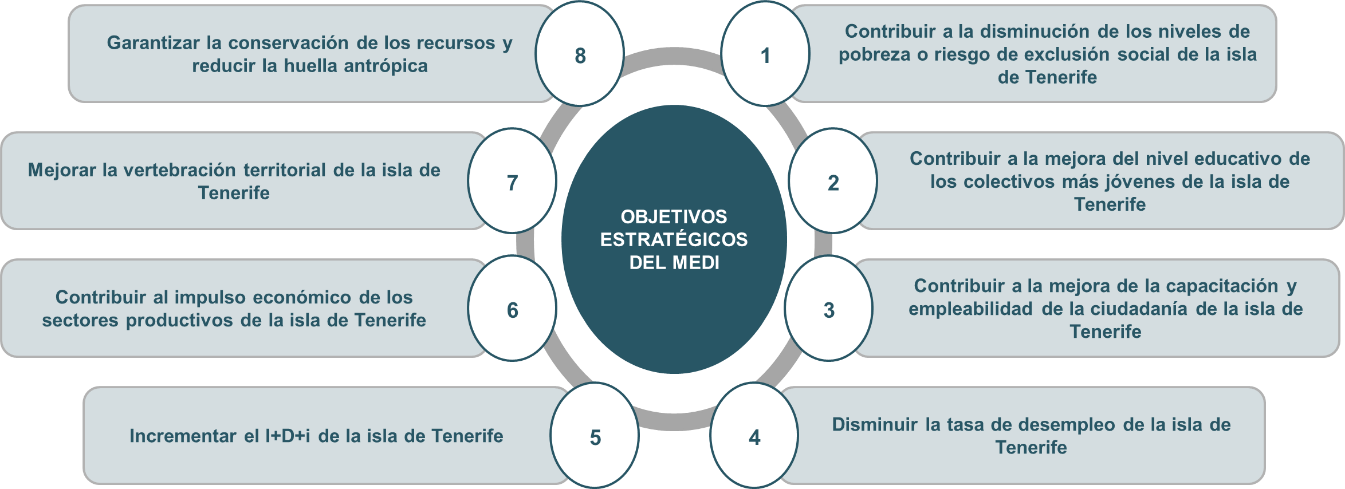 OBJETIVOS
ESTRATÉGICOS
DEL MEDI
1
Contribuir a la disminución de los niveles de
pobreza o riesgo de exclusión social de la isla
de Tenerife
2
Contribuir a la mejora del nivel educativo de
los colectivos más jóvenes de la isla de
Tenerife
3
Contribuir a la mejora de la capacitación y
empleabilidad de la ciudadanía de la isla de
Tenerife
4
Disminuir la tasa de desempleo de la isla de
Tenerife
5
Incrementar el I+D+i de la isla de Tenerife
6
Contribuir al impulso económico de los
sectores productivos de la isla de Tenerife
7
Mejorar la vertebración territorial de la isla de
Tenerife
8
Garantizar la conservación de los recursos y
reducir la huella antrópica